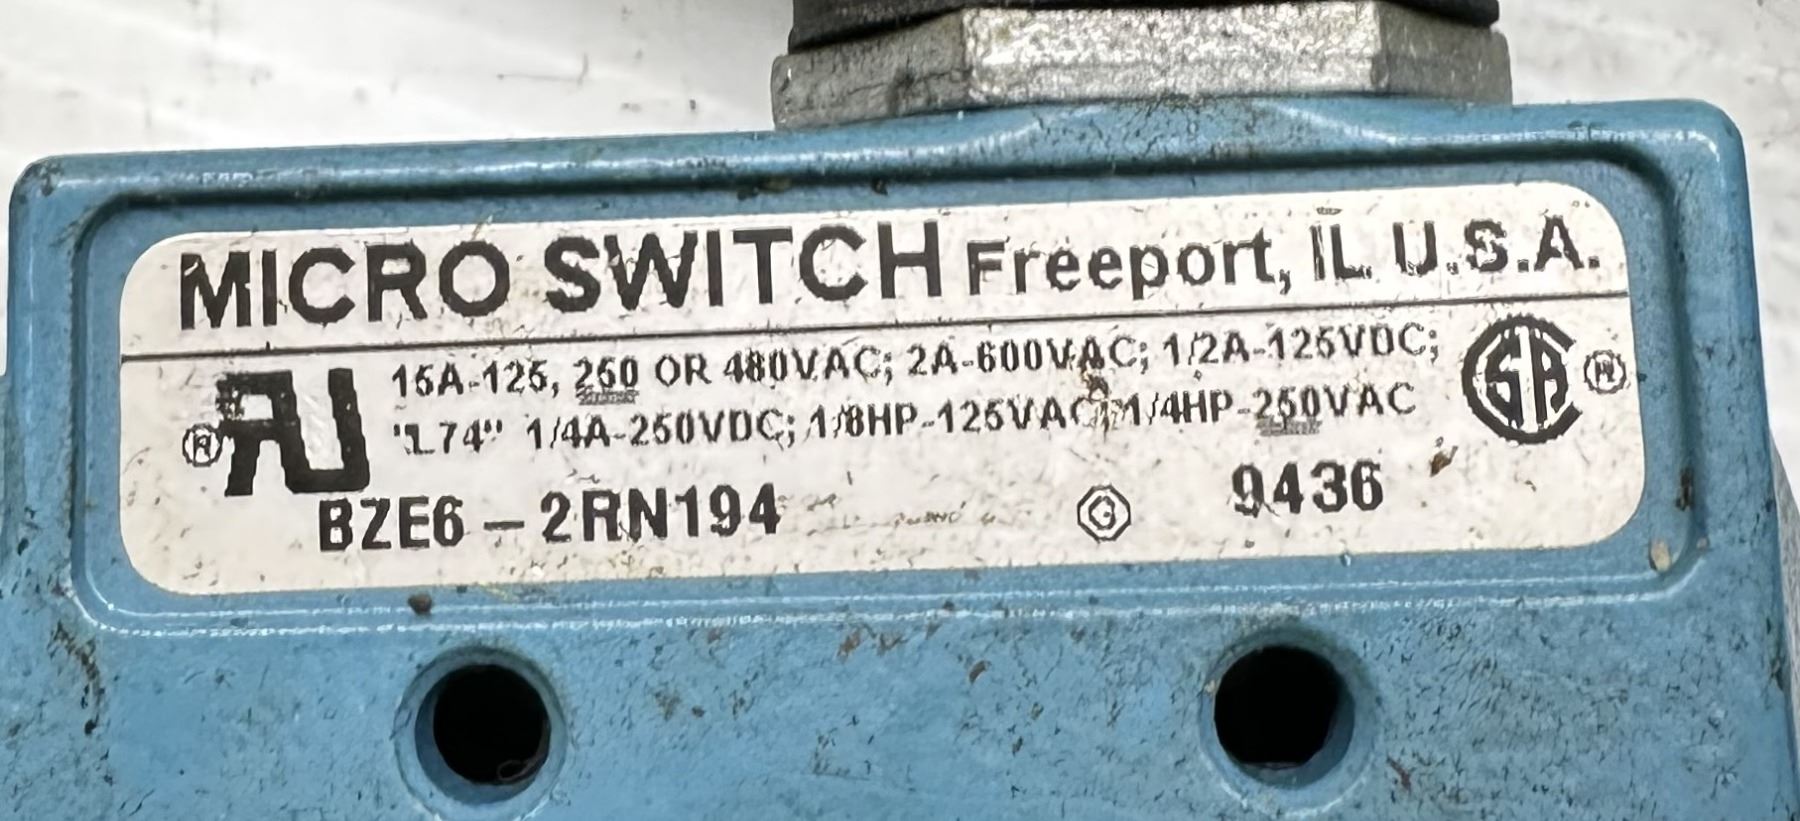 MICRO SWITCH Freeport, IL U.S.A.
15A-125, 250 OR 480VAC; 2A-600VAC; 1/2A-125VDC;
"L74" 1/4A-250VDC; 1/8HP-125VAC; 1/4HP-250VAC
BZE6-2RN194 G 9436